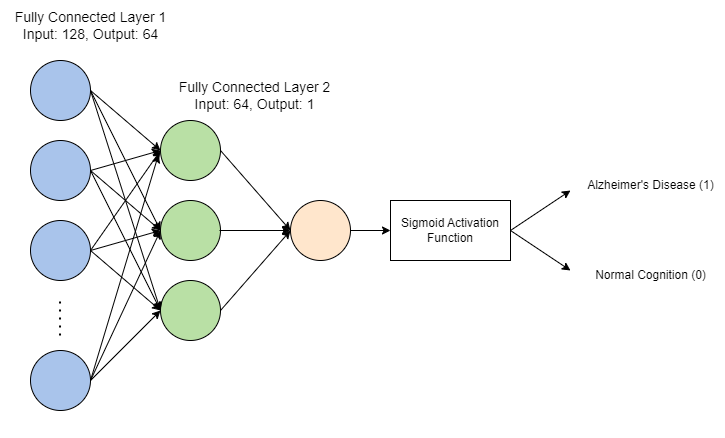 Fully Connected Layer 1
Input: 128, Output: 64
Fully Connected Layer 2
Input: 64, Output: 1
Sigmoid Activation
Function
Alzheimer's Disease (1)
Normal Cognition (0)